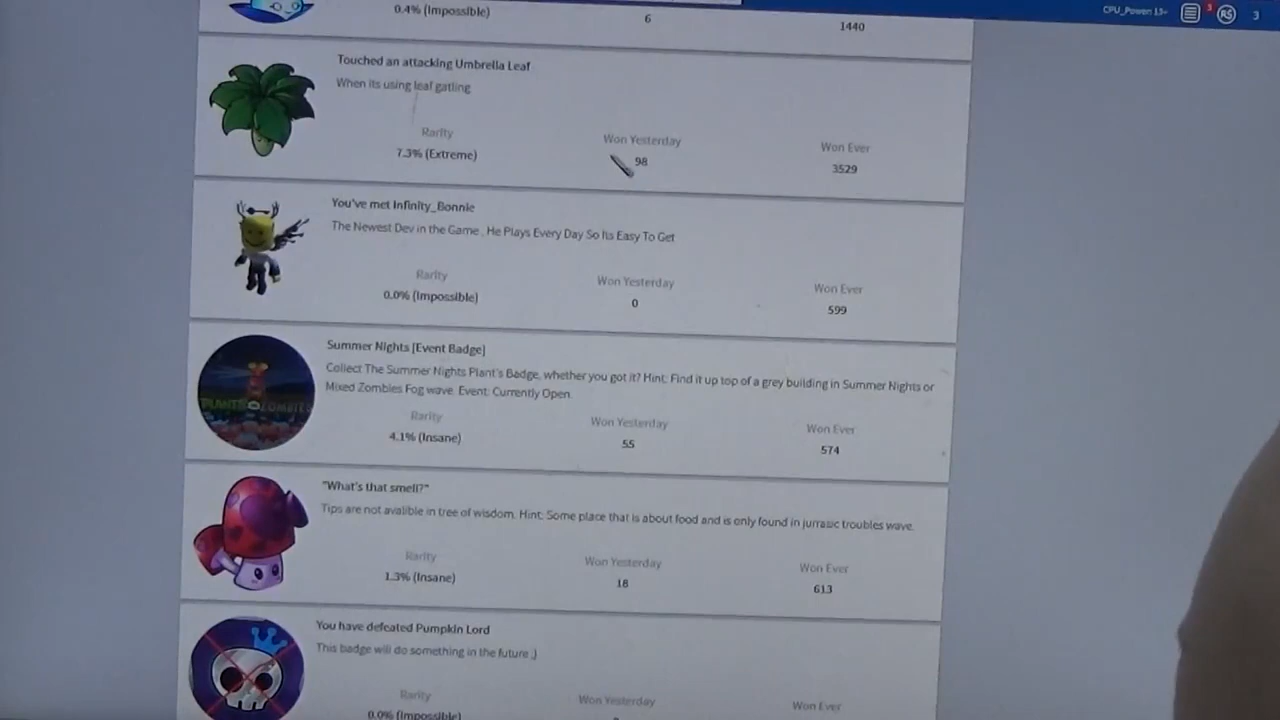 CPU_Power: 13+
3
3
0.4% (Impossible)
6
1440
Touched an attacking Umbrella Leaf
When its using leaf gatling
Rarity
Won Yesterday
Won Ever
7.3% (Extreme)
98
3529
You've met Infinity_Bonnie
The Newest Dev in the Game , He Plays Every Day So Its Easy To Get
Rarity
Won Yesterday
Won Ever
0.0% (Impossible)
0
599
PLANTS ZOMBIES
Summer Nights [Event Badge]
Collect The Summer Nights Plant's Badge, whether you got it? Hint: Find it up top of a grey building in Summer Nights or
Mixed Zombies Fog wave. Event: Currently Open.
Rarity
Won Yesterday
Won Ever
4.1% (Insane)
55
574
"What's that smell?"
Tips are not avalible in tree of wisdom. Hint: Some place that is about food and is only found in jurrasic troubles wave.
Rarity
Won Yesterday
Won Ever
1.3% (Insane)
18
613
You have defeated Pumpkin Lord
This badge will do something in the future ;)
Rarity
Won Yesterday
Won Ever
0.0% (Impossible)